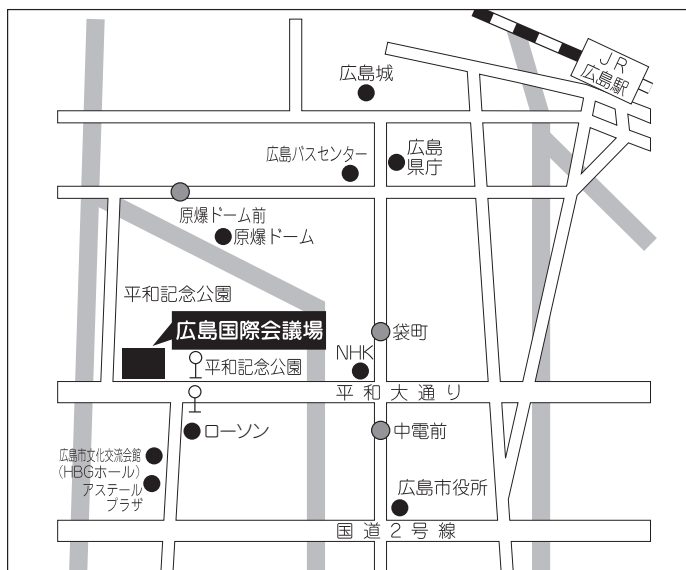 JR
広島駅
広島城
広島バスセンター
広島
県庁
原爆ドーム前
原爆ドーム
平和記念公園
広島国際会議場
平和記念公園
NHK
袋町
平和大通り
ローソン
中電前
広島市文化交流会館
(HBGホール)
アステール
プラザ
広島市役所
国道2号線